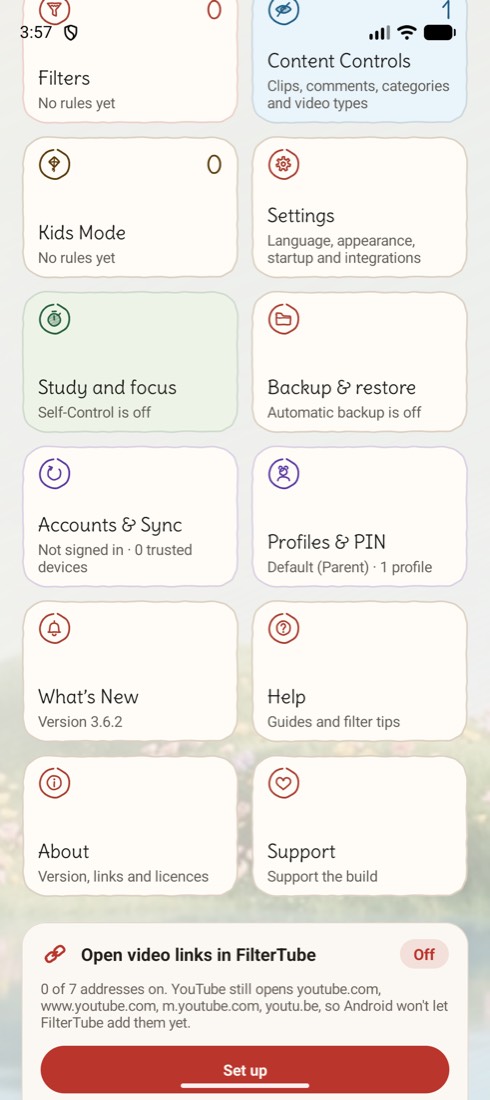 0
1
3:57
Filters
No rules yet
Content Controls
Clips, comments, categories
and video types
0
Kids Mode
No rules yet
Settings
Language, appearance,
startup and integrations
Study and focus
Self-Control is off
Backup & restore
Automatic backup is off
Accounts & Sync
Not signed in · 0 trusted
devices
Profiles & PIN
Default (Parent) · 1 profile
What's New
Version 3.6.2
Help
Guides and filter tips
About
Version, links and licences
Support
Support the build
Open video links in FilterTube
Off
0 of 7 addresses on. YouTube still opens youtube.com,
www.youtube.com, m.youtube.com, youtu.be, so Android won't let
FilterTube add them yet.
Set up